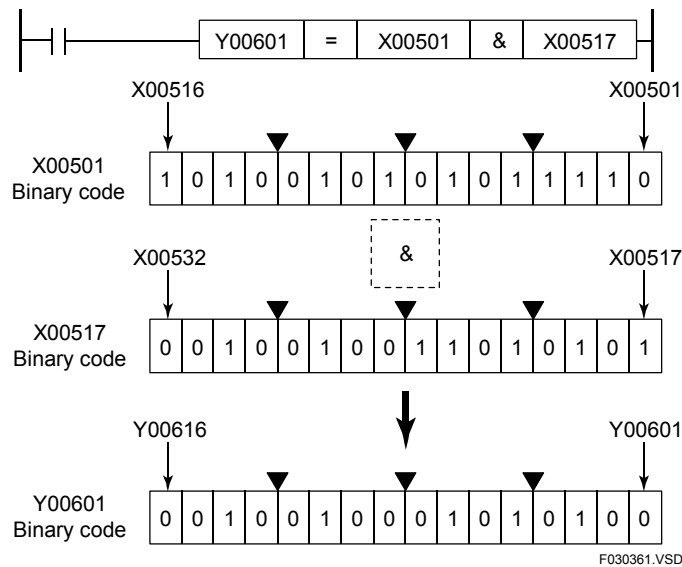 Y00601 = X00501 & X00517
X00516 X00501
X00501
Binary code
1 0 1 0 0 1 0 1 0 1 0 1 1 1 1 0
&
X00532 X00517
X00517
Binary code
0 0 1 0 0 1 0 0 1 1 0 1 0 1 0 1
Y00616 Y00601
Y00601
Binary code
0 0 1 0 0 1 0 0 0 1 0 1 0 1 0 0
F030361.VSD